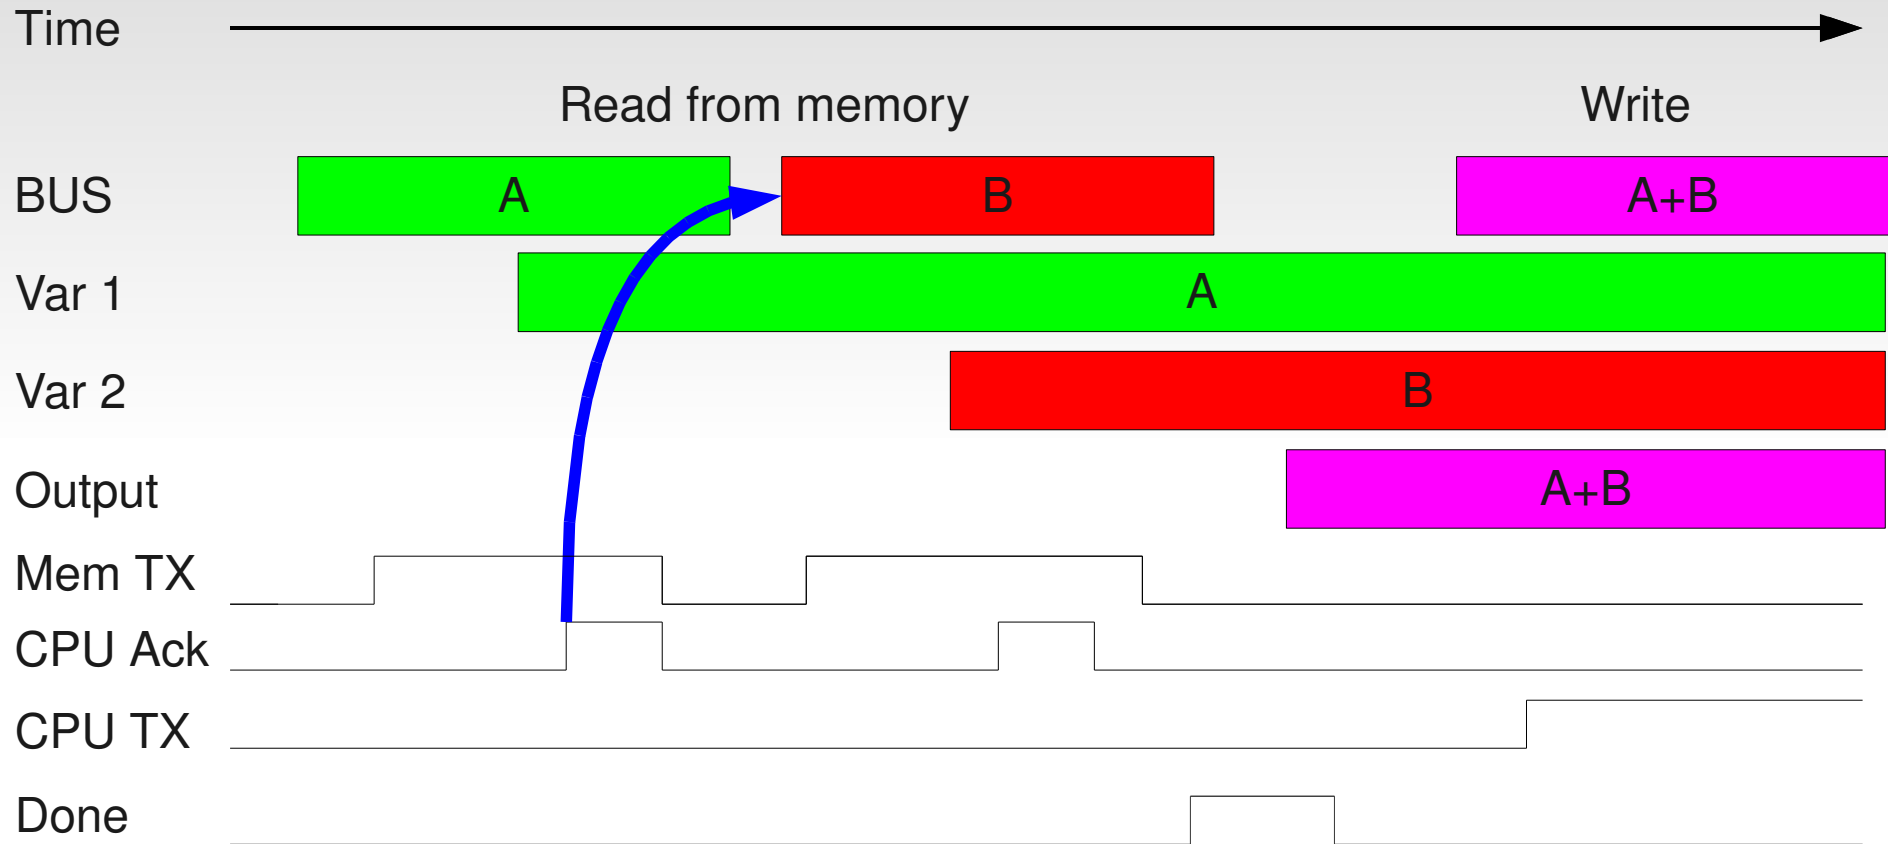 Time
Read from memory Write
BUS A B A+B
Var 1 A
Var 2 B
Output A+B
Mem TX
CPU Ack
CPU TX
Done